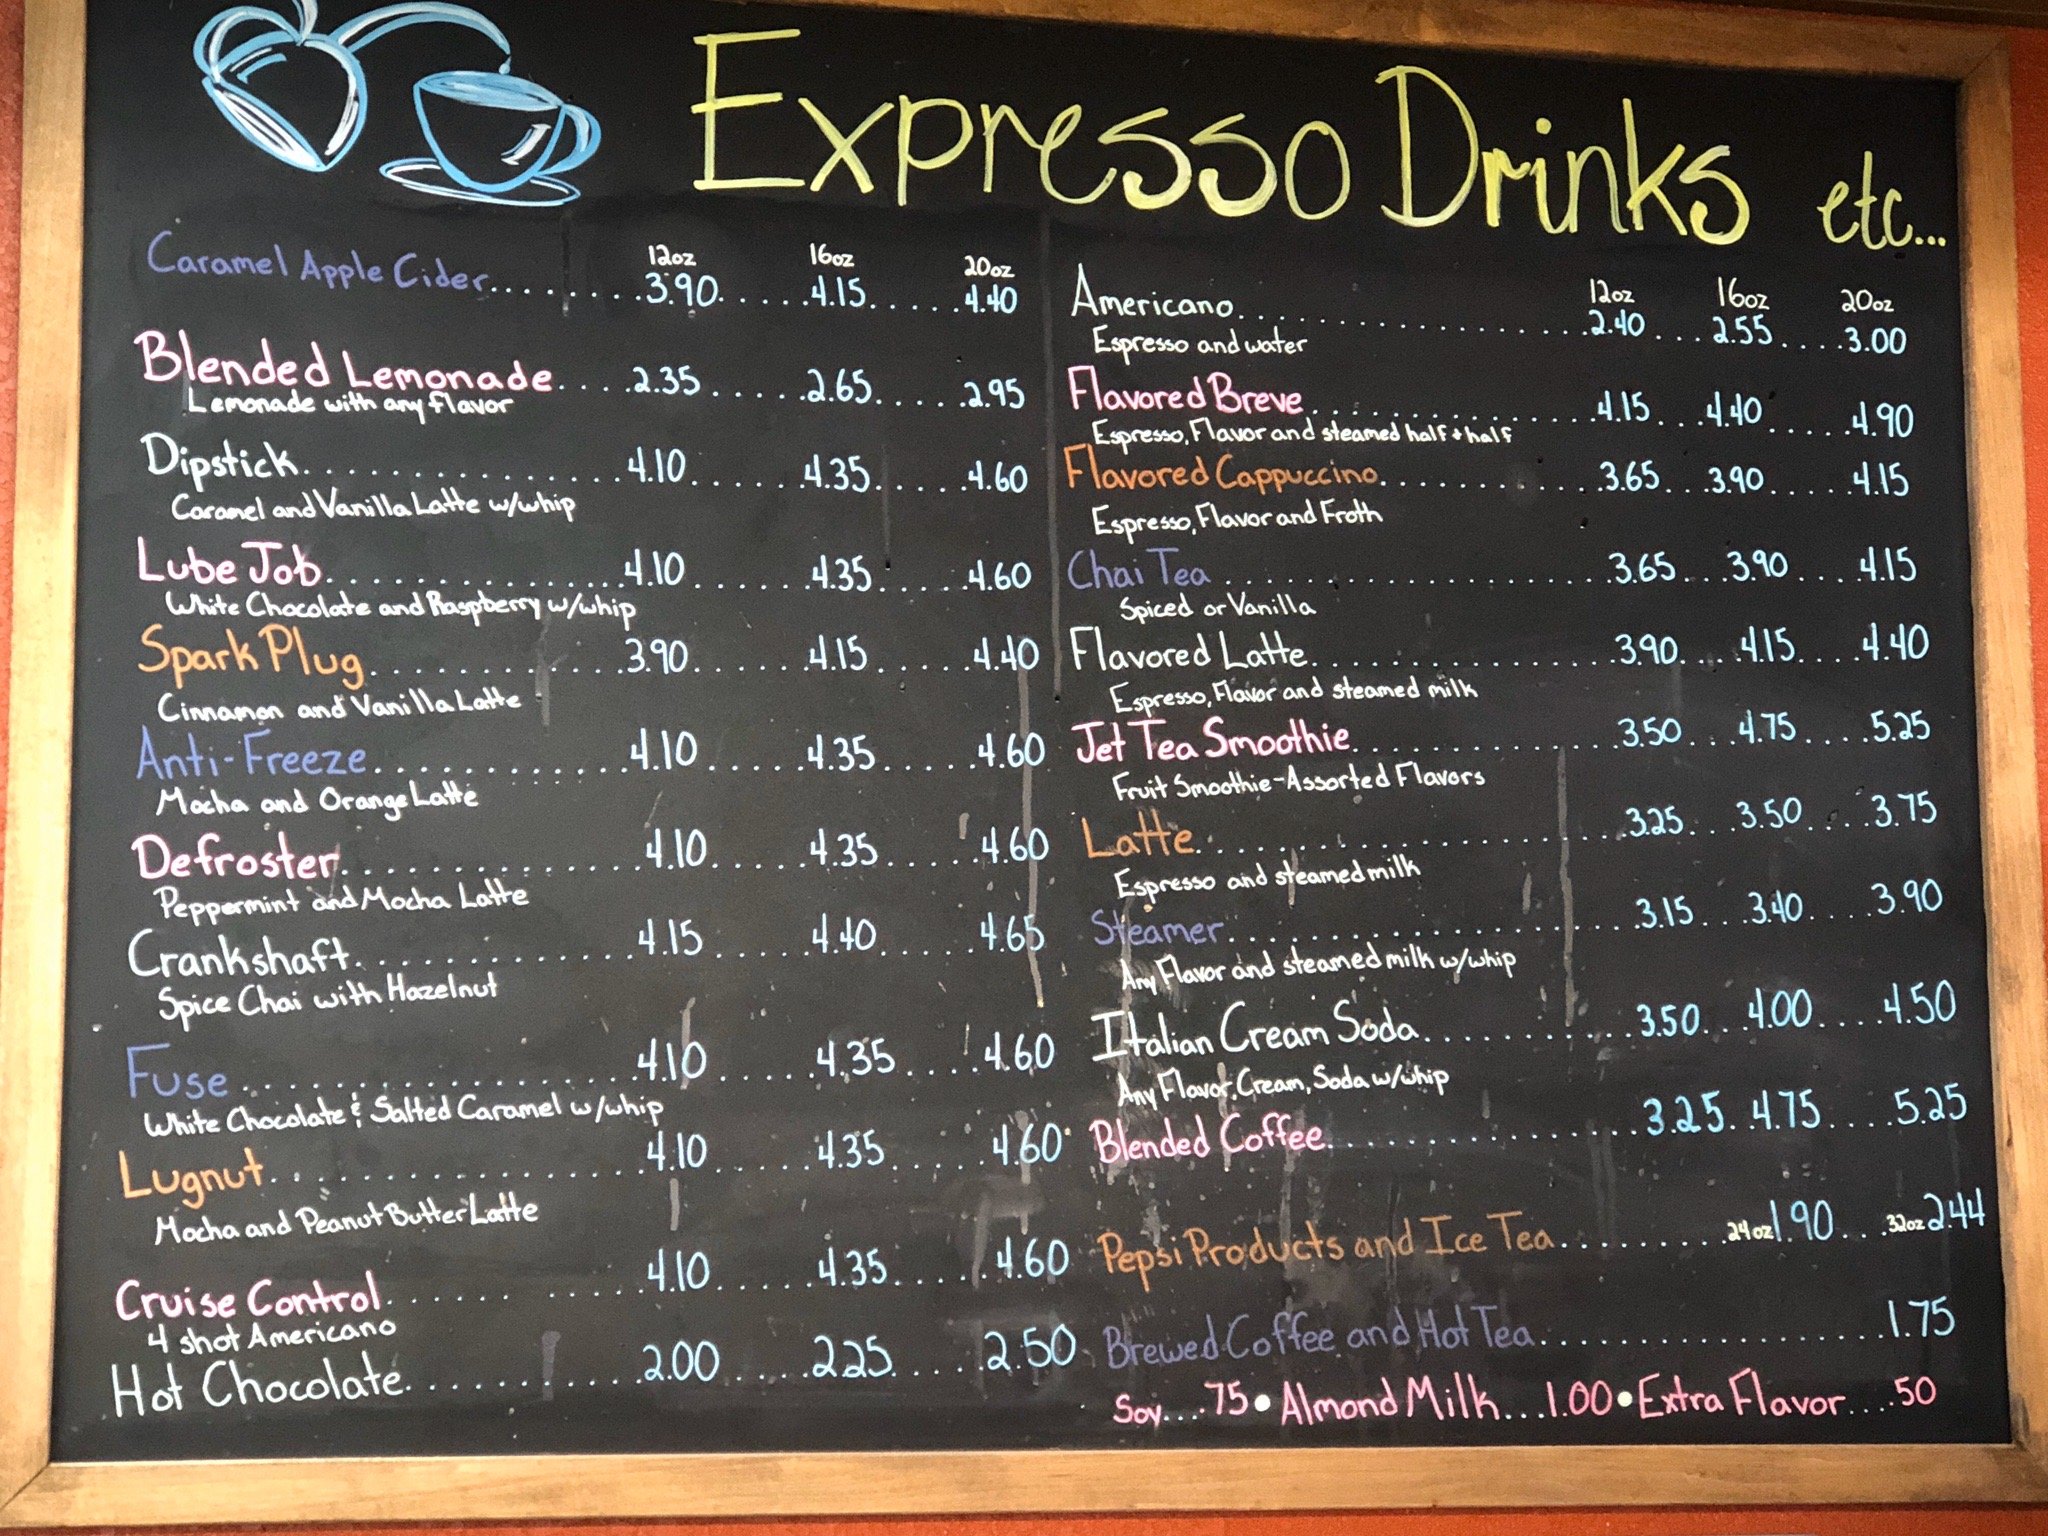 Expresso Drinks etc...
12oz 16oz 20oz
Caramel Apple Cider........3.90.....4.15.....4.40
Blended Lemonade....2.35.....2.65.....2.95
Lemonade with any flavor
Dipstick................4.10......4.35.....4.60
Caramel and Vanilla Latte w/whip
Lube Job...............4.10......4.35.....4.60
White Chocolate and Raspberry w/whip
Spark Plug.............3.90......4.15.....4.40
Cinnamon and Vanilla Latte
Anti-Freeze.............4.10.....4.35.....4.60
Mocha and Orange Latte
Defroster...............4.10.....4.35.....4.60
Peppermint and Mocha Latte
Crankshaft..............4.15.....4.40.....4.65
Spice Chai with Hazelnut
Fuse...................4.10.....4.35....4.60
White Chocolate & Salted Caramel w/whip
Lugnut..................4.10.....4.35.....4.60
Mocha and Peanut Butter Latte
Cruise Control............4.10.....4.35.....4.60
4 shot Americano
Hot Chocolate............2.00.....2.25.....2.50
12oz 16oz 20oz
Americano...................2.40...2.55....3.00
Espresso and water
Flavored Breve...............4.15...4.40.....4.90
Espresso, Flavor and steamed half + half
Flavored Cappuccino............3.65...3.90.....4.15
Espresso, Flavor and Froth
Chai Tea.....................3.65...3.90....4.15
Spiced or Vanilla
Flavored Latte................3.90....4.15....4.40
Espresso, Flavor and steamed milk
Jet Tea Smoothie..............3.50...4.75....5.25
Fruit Smoothie-Assorted Flavors
Latte.......................3.25...3.50....3.75
Espresso and steamed milk
Steamer.....................3.15...3.40....3.90
Any Flavor and steamed milk w/whip
Italian Cream Soda............3.50...4.00....4.50
Any Flavor, Cream, Soda w/whip
Blended Coffee...............3.25..4.75....5.25
Pepsi Products and Ice Tea.........24oz 1.90...32oz 2.44
Brewed Coffee and Hot Tea..................1.75
Soy....75•Almond Milk...1.00•Extra Flavor....50